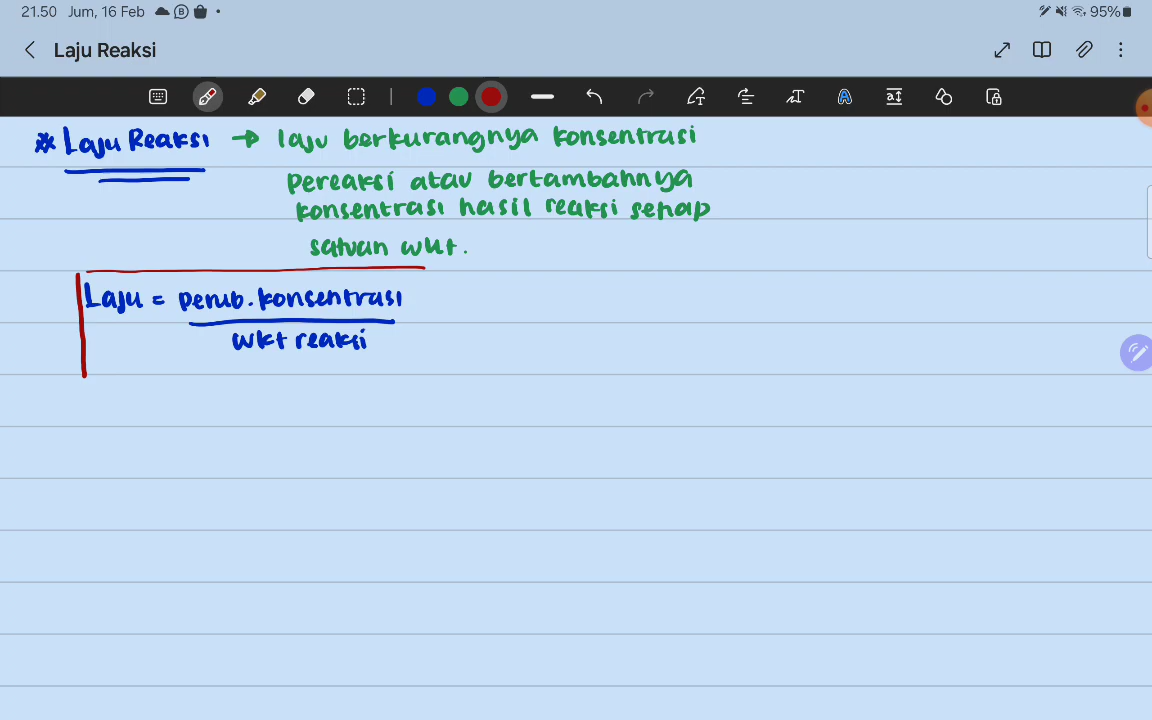 21.50 Jum, 16 Feb
95%
Laju Reaksi
* Laju Reaksi → laju berkurangnya konsentrasi
Pereaksi atau bertambahnya
konsentrasi hasil reaksi setiap
satuan wkt.
Laju = perub. konsentrasi
wkt reaksi